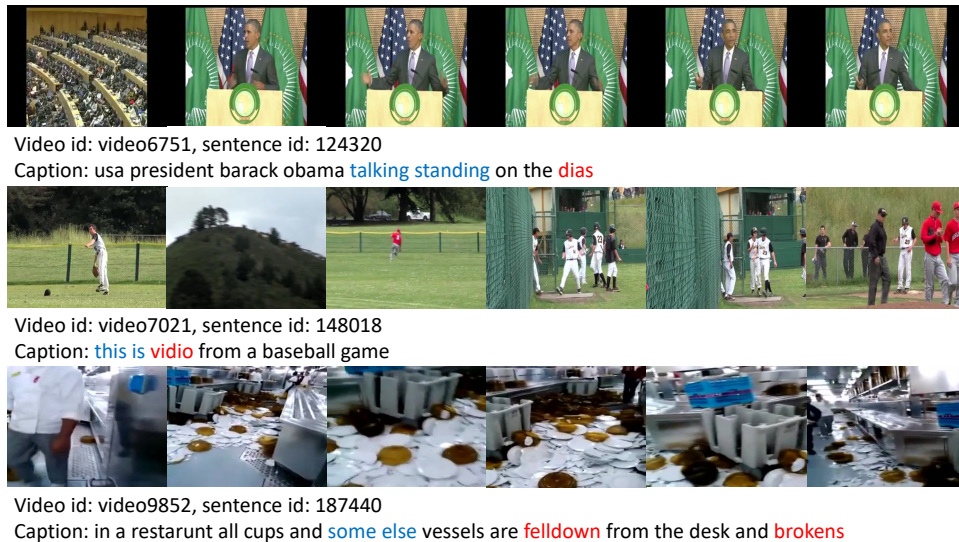 Video id: video6751, sentence id: 124320
Caption: usa president barack obama talking standing on the dias
Video id: video7021, sentence id: 148018
Caption: this is vidio from a baseball game
Video id: video9852, sentence id: 187440
Caption: in a restarunt all cups and some else vessels are felldown from the desk and brokens